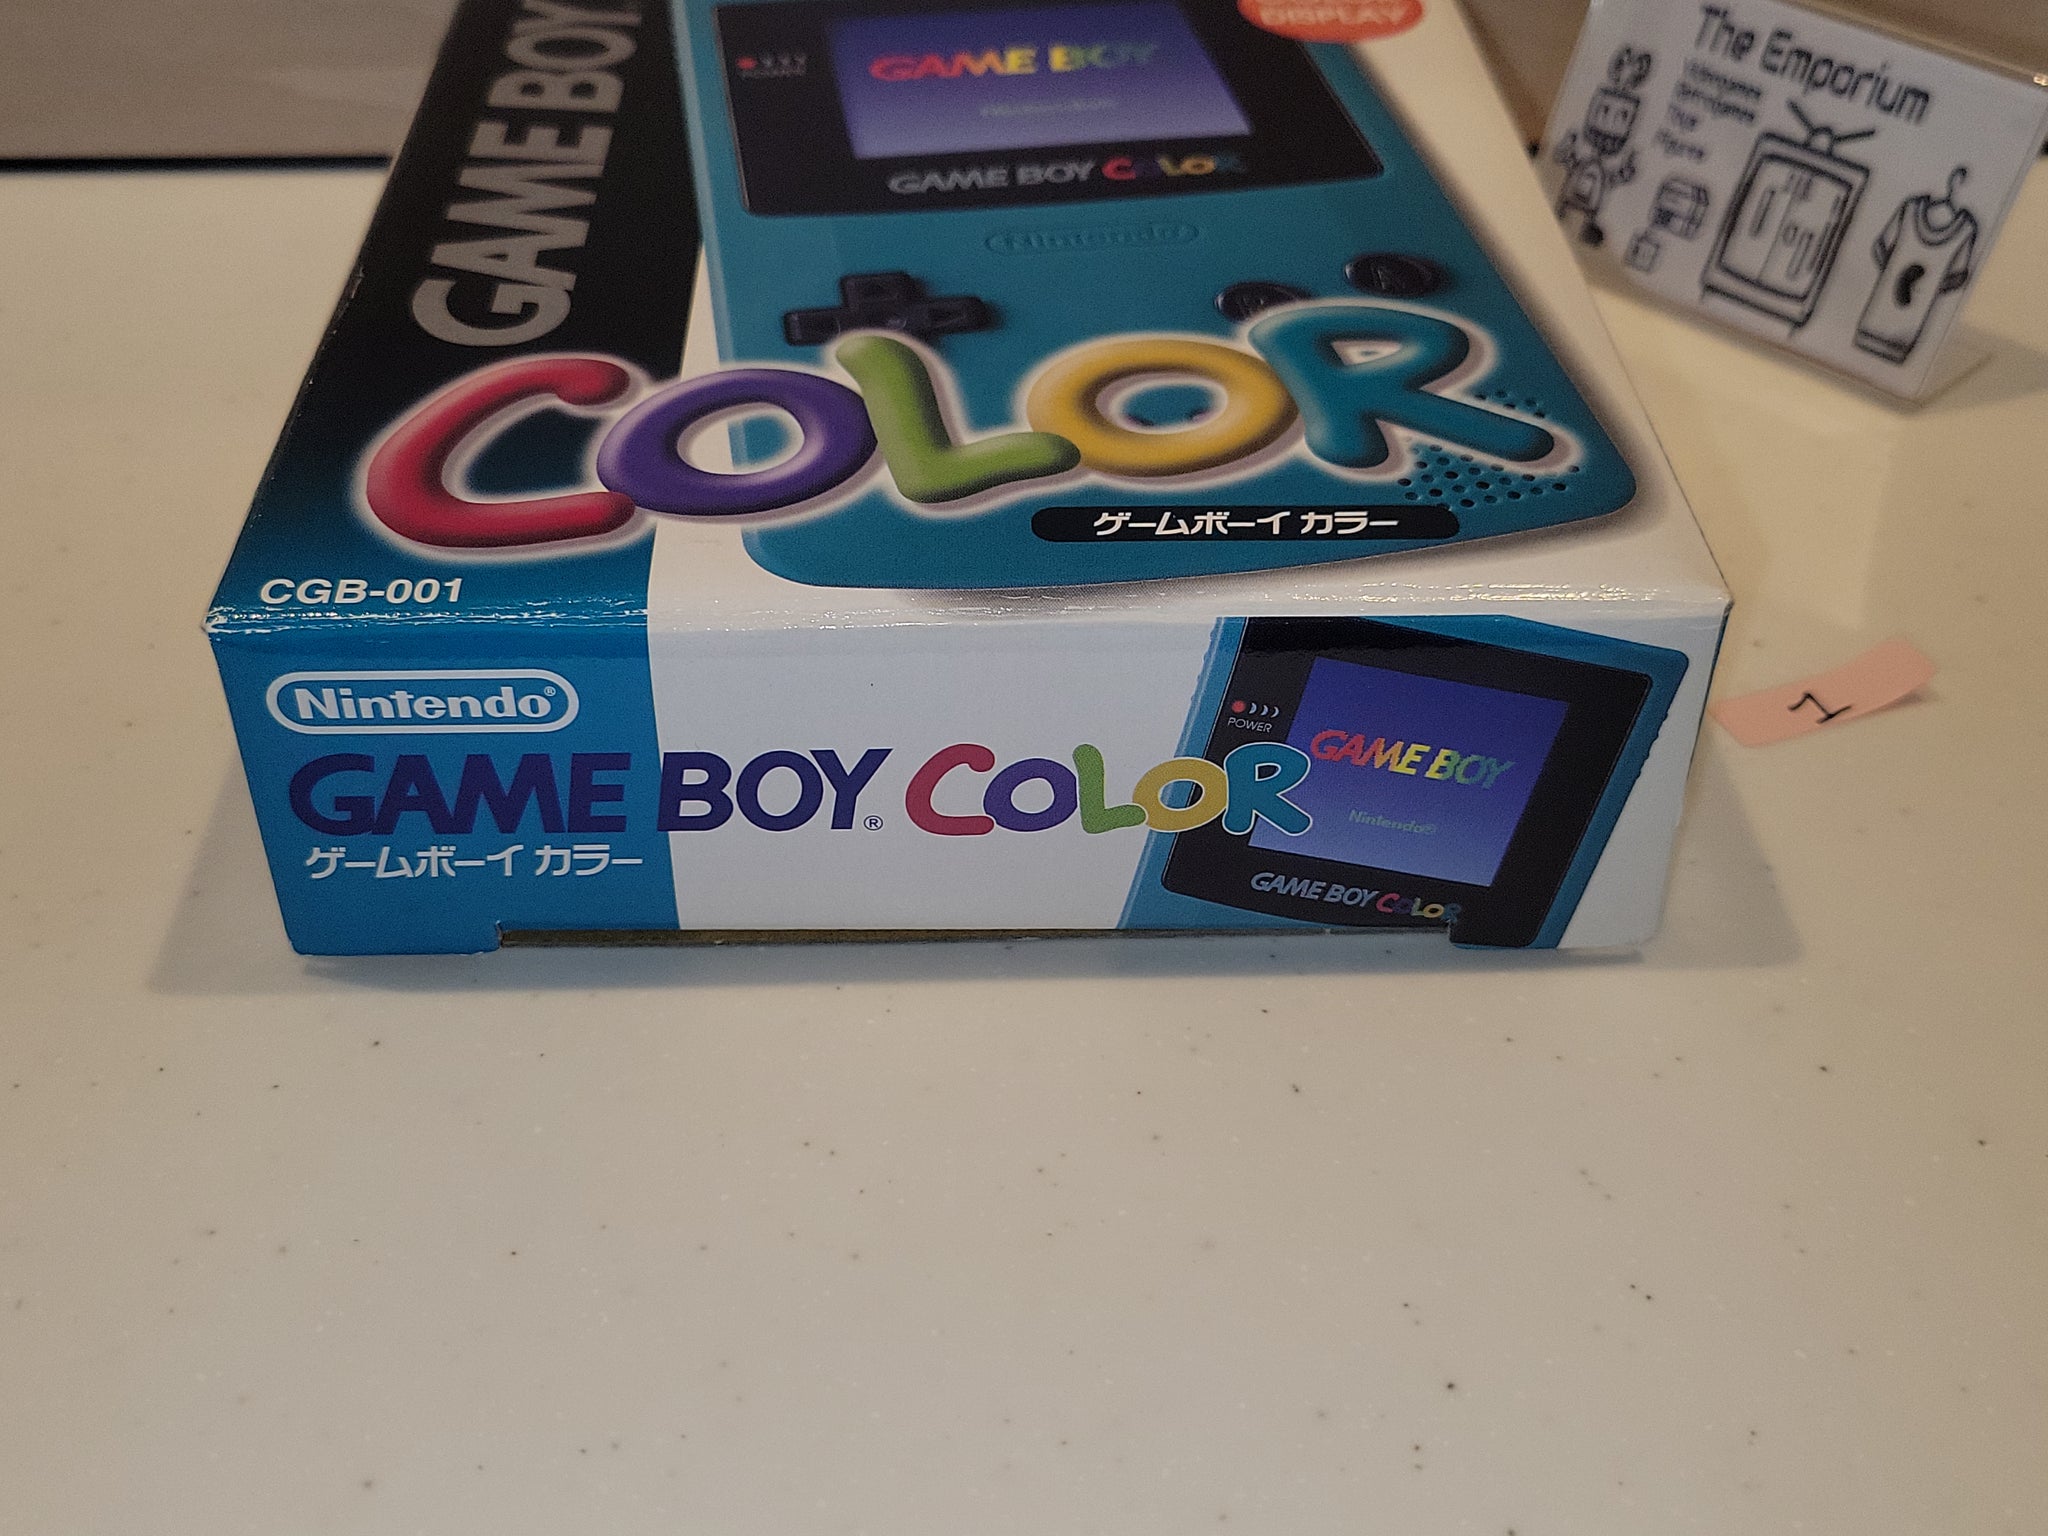 DISPLAY
GAME BOY
Nintendo
POWER
GAME BOY COLOR
Nintendo
GAME BOY
COLOR
ゲームボーイ カラー
CGB-001
Nintendo®
GAME BOY® COLOR
ゲームボーイ カラー
POWER
GAME BOY
Nintendo®
GAME BOY COLOR
The Emporium
1